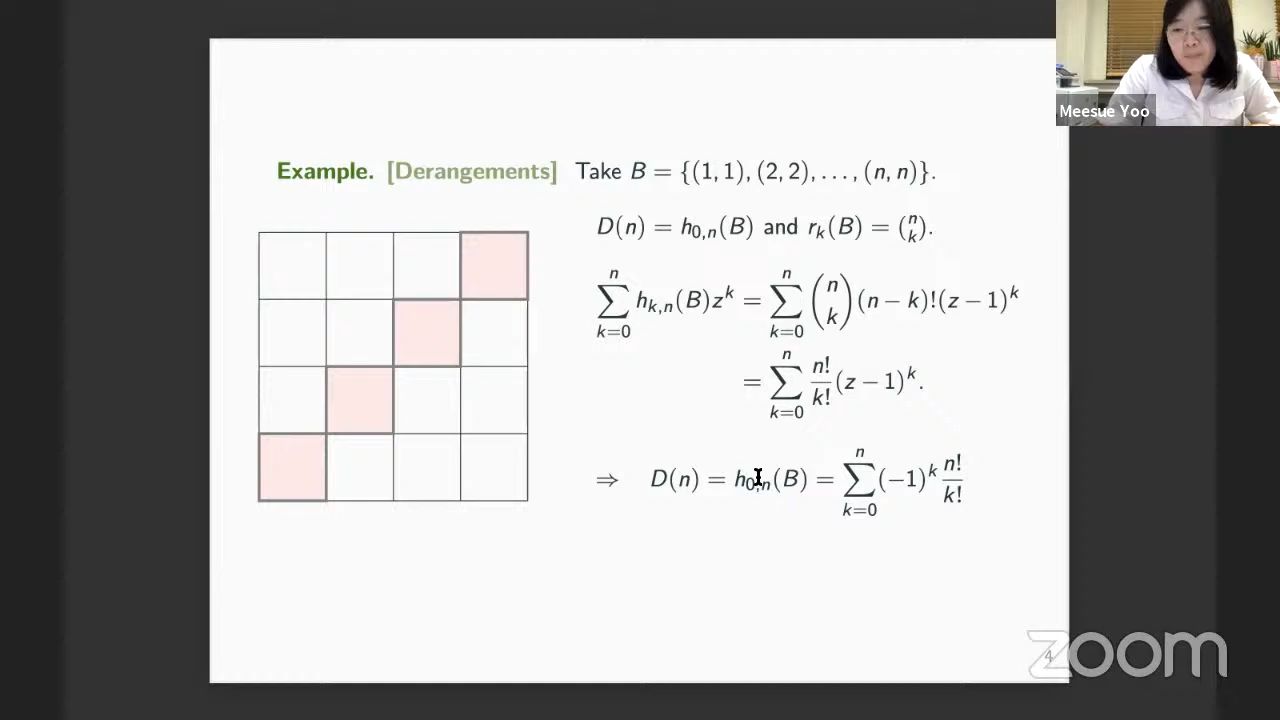 Meesue Yoo
Example. [Derangements] Take B = {(1, 1), (2, 2), . . . , (n, n)}.
D(n) = h_{0,n}(B) and r_k(B) = \binom{n}{k}.
\sum_{k=0}^{n} h_{k,n}(B)z^k = \sum_{k=0}^{n} \binom{n}{k} (n − k)!(z − 1)^k
= \sum_{k=0}^{n} \frac{n!}{k!} (z − 1)^k.
⇒ D(n) = h_{0,n}(B) = \sum_{k=0}^{n} (−1)^k \frac{n!}{k!}
4
zoom